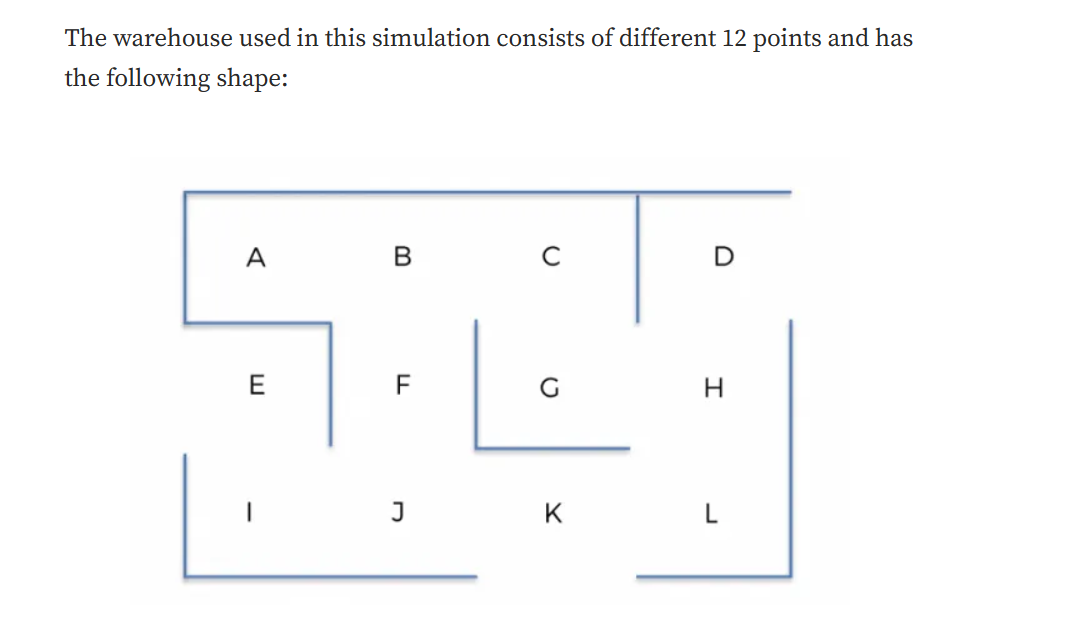 The warehouse used in this simulation consists of different 12 points and has
the following shape:
A B C D
E F G H
I J K L